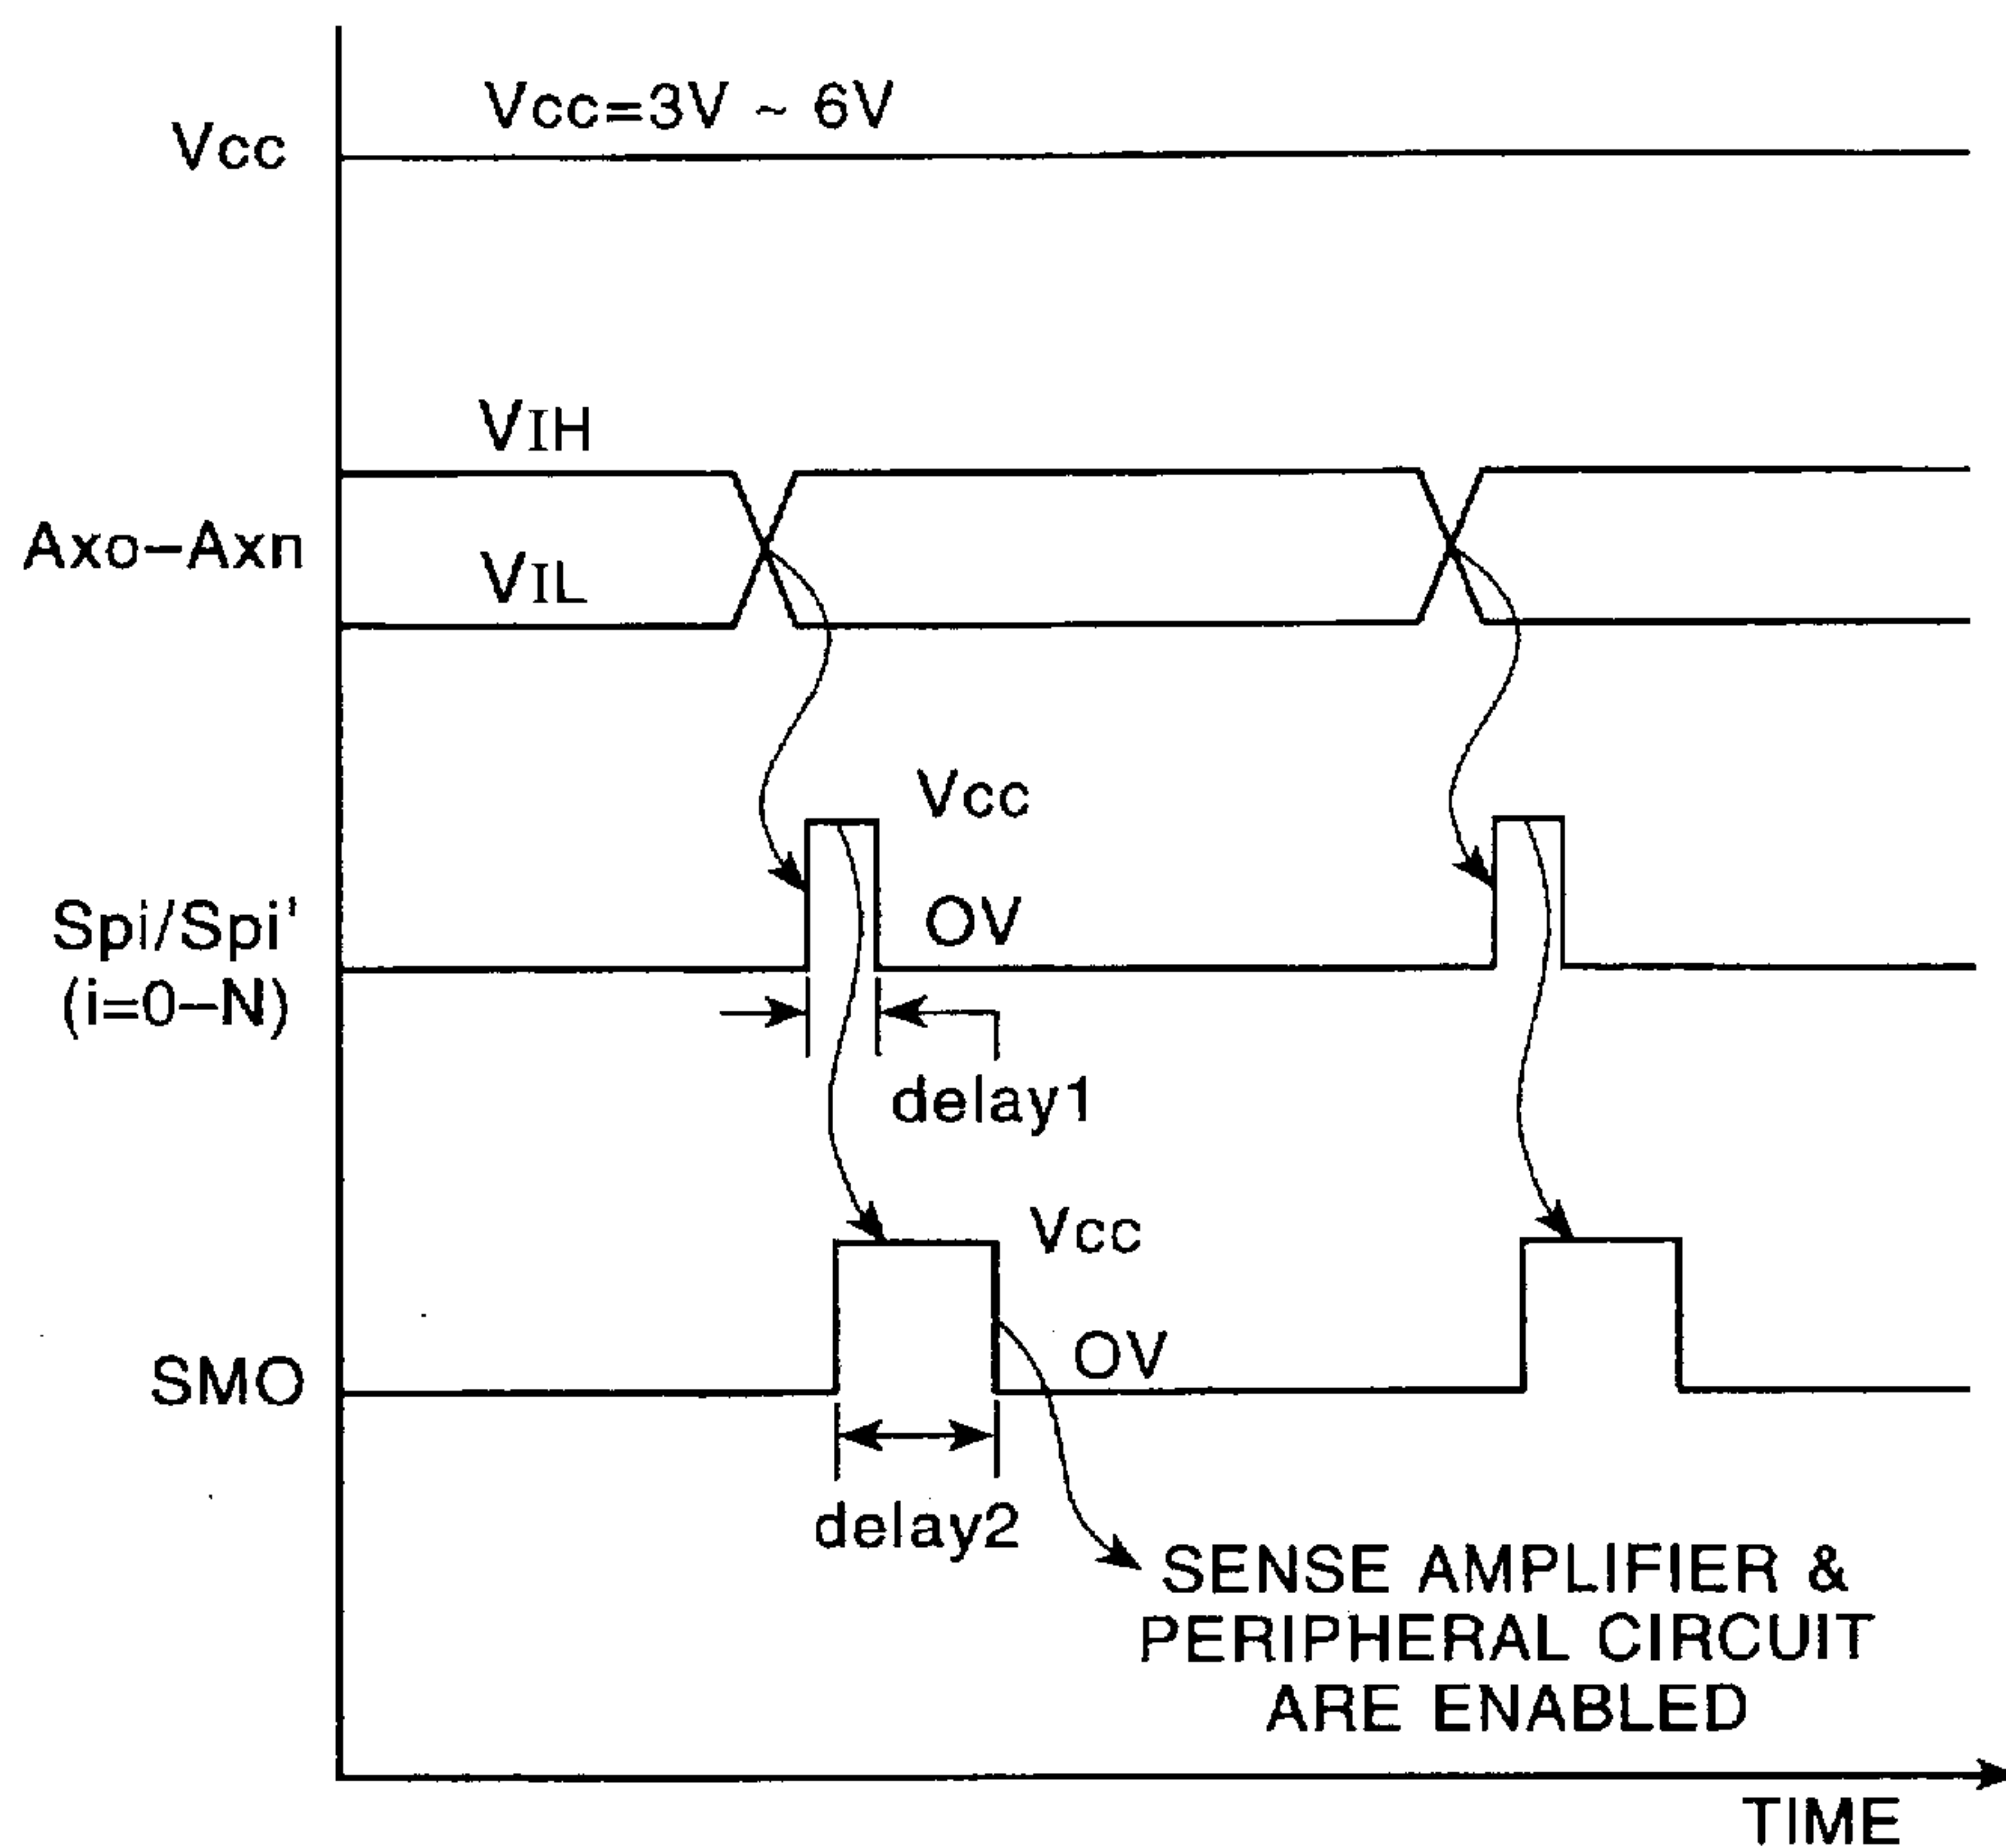 Vcc=3V ~ 6V
Vcc
VIH
Axo-Axn
VIL
Vcc
OV
Spi/Spi'
(i=0-N)
delay1
Vcc
OV
SMO
delay2
SENSE AMPLIFIER &
PERIPHERAL CIRCUIT
ARE ENABLED
TIME